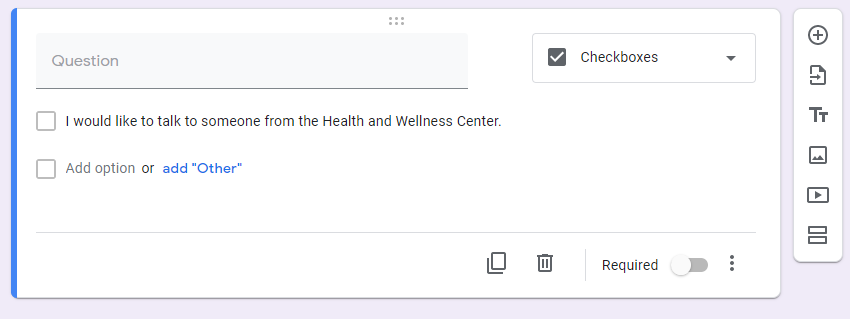 Question
Checkboxes
I would like to talk to someone from the Health and Wellness Center.
Add option or add "Other"
Required